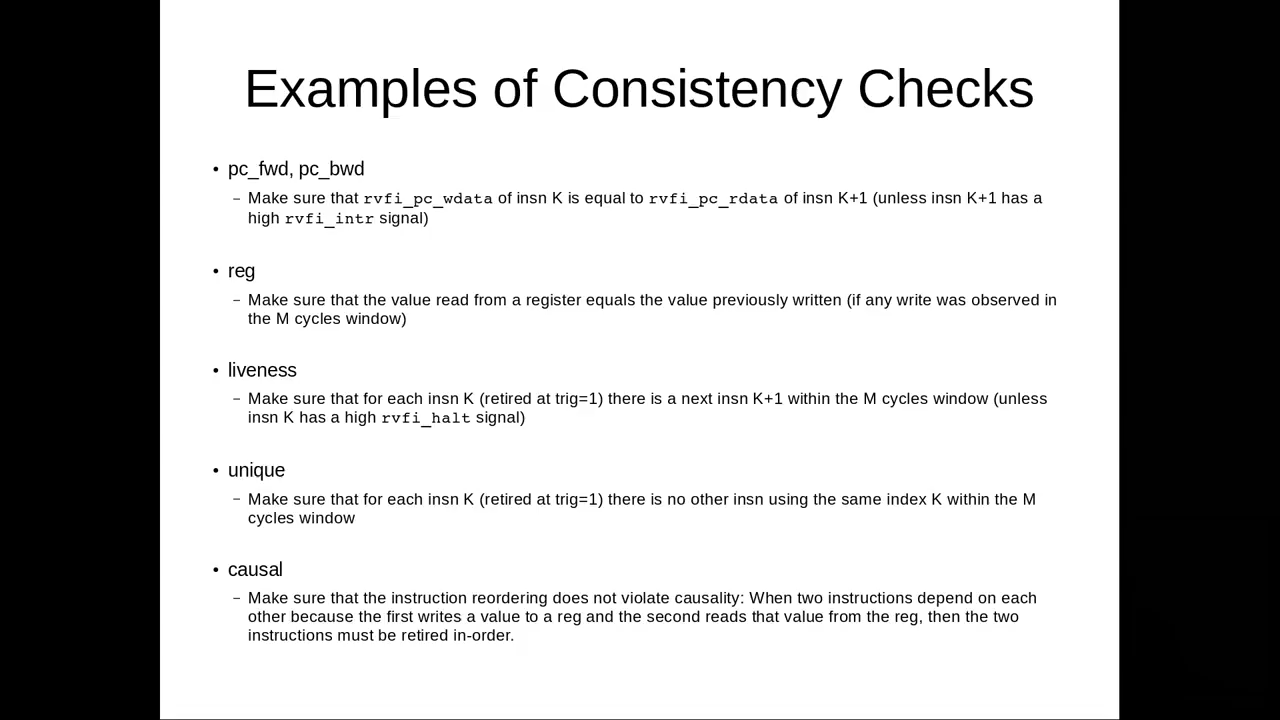 Examples of Consistency Checks
• pc_fwd, pc_bwd
– Make sure that rvfi_pc_wdata of insn K is equal to rvfi_pc_rdata of insn K+1 (unless insn K+1 has a
high rvfi_intr signal)
• reg
– Make sure that the value read from a register equals the value previously written (if any write was observed in
the M cycles window)
• liveness
– Make sure that for each insn K (retired at trig=1) there is a next insn K+1 within the M cycles window (unless
insn K has a high rvfi_halt signal)
• unique
– Make sure that for each insn K (retired at trig=1) there is no other insn using the same index K within the M
cycles window
• causal
– Make sure that the instruction reordering does not violate causality: When two instructions depend on each
other because the first writes a value to a reg and the second reads that value from the reg, then the two
instructions must be retired in-order.